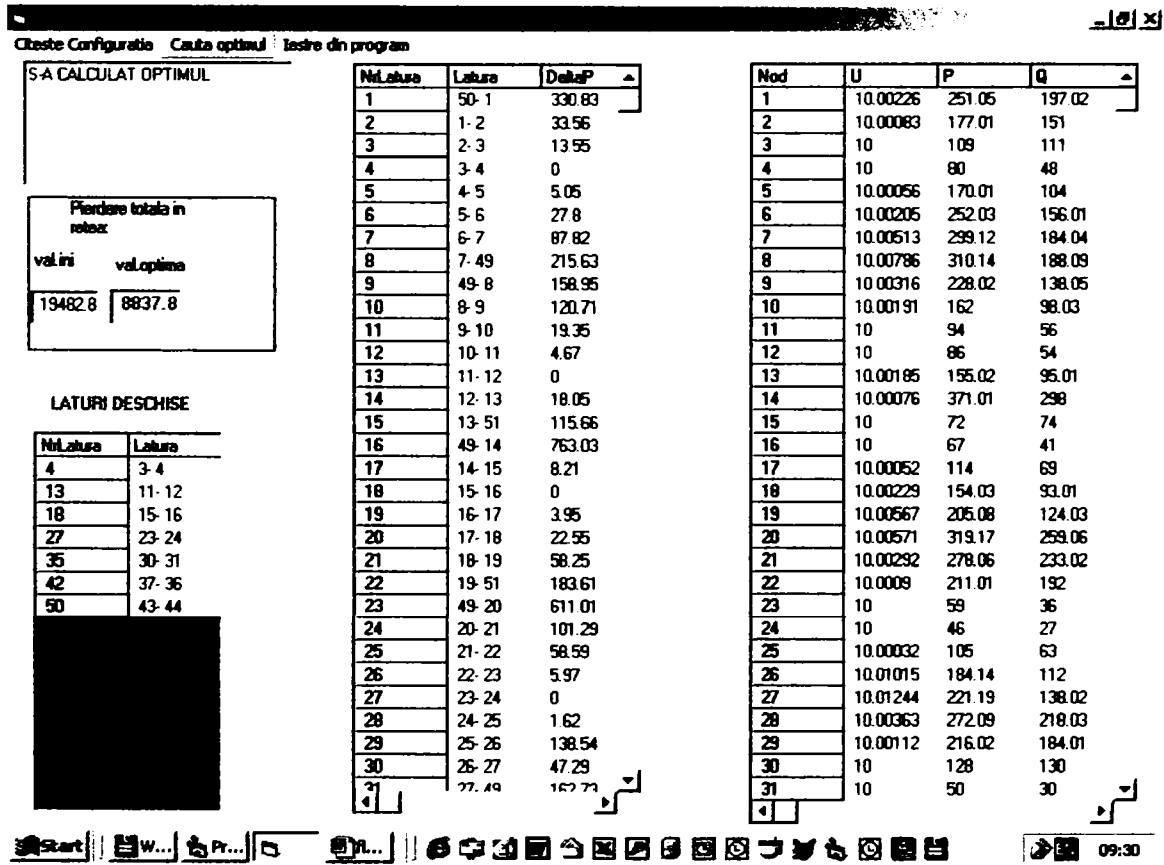 Citeste Configuratia Cauta optimul Iesire din program
S-A CALCULAT OPTIMUL
Pierdere totala in
retea:
val.ini val.optima
19482.8 8837.8
LATURI DESCHISE
NrLatura Latura
4 3- 4
13 11- 12
18 15- 16
27 23- 24
35 30- 31
42 37- 36
50 43- 44
NrLatura Latura DeltaP
1 50- 1 330.83
2 1- 2 33.56
3 2- 3 13.55
4 3- 4 0
5 4- 5 5.05
6 5- 6 27.8
7 6- 7 87.82
8 7- 49 215.63
9 49- 8 158.95
10 8- 9 120.71
11 9- 10 19.35
12 10- 11 4.67
13 11- 12 0
14 12- 13 18.05
15 13- 51 115.66
16 49- 14 763.03
17 14- 15 8.21
18 15- 16 0
19 16- 17 3.95
20 17- 18 22.55
21 18- 19 58.25
22 19- 51 183.61
23 49- 20 611.01
24 20- 21 101.29
25 21- 22 58.59
26 22- 23 5.97
27 23- 24 0
28 24- 25 1.62
29 25- 26 138.54
30 26- 27 47.29
31 27- 49 162.73
Nod U P Q
1 10.00226 251.05 197.02
2 10.00083 177.01 151
3 10 109 111
4 10 80 48
5 10.00056 170.01 104
6 10.00205 252.03 156.01
7 10.00513 299.12 184.04
8 10.00786 310.14 188.09
9 10.00316 228.02 138.05
10 10.00191 162 98.03
11 10 94 56
12 10 86 54
13 10.00185 155.02 95.01
14 10.00076 371.01 298
15 10 72 74
16 10 67 41
17 10.00052 114 69
18 10.00229 154.03 93.01
19 10.00567 205.08 124.03
20 10.00571 319.17 259.06
21 10.00292 278.06 233.02
22 10.0009 211.01 192
23 10 59 36
24 10 46 27
25 10.00032 105 63
26 10.01015 184.14 112
27 10.01244 221.19 138.02
28 10.00363 272.09 218.03
29 10.00112 216.02 184.01
30 10 128 130
31 10 50 30
Start W... Pr... 09:30